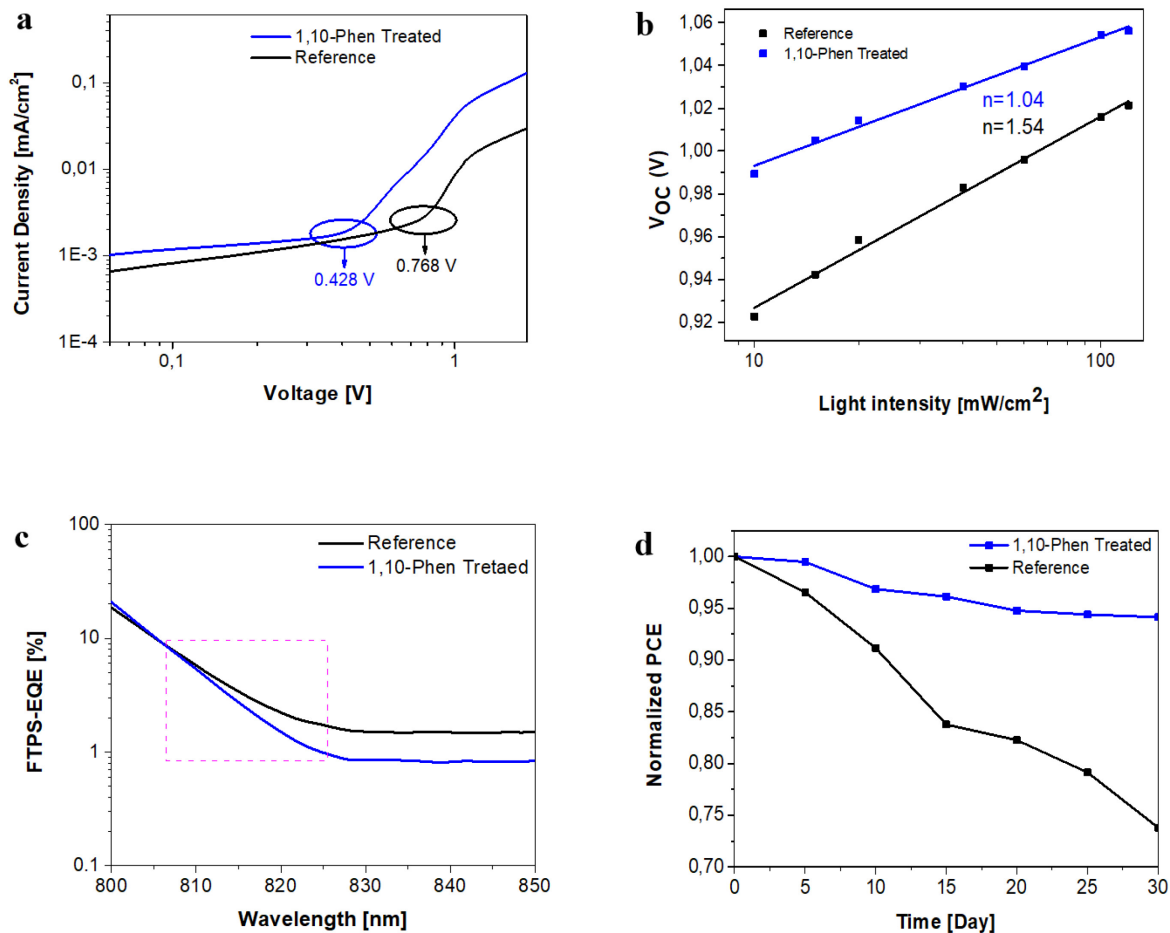 a
1,10-Phen Treated
Reference
0,1
0,01
1E-3
1E-4
0.428 V
0.768 V
0,1
1
Current Density [mA/cm²]
Voltage [V]
b
Reference
1,10-Phen Treated
n=1.04
n=1.54
1,06
1,04
1,02
1,00
0,98
0,96
0,94
0,92
10
100
VOC (V)
Light intensity [mW/cm²]
c
Reference
1,10-Phen Tretaed
100
10
1
0.1
800
810
820
830
840
850
FTPS-EQE [%]
Wavelength [nm]
d
1,10-Phen Treated
Reference
1,00
0,95
0,90
0,85
0,80
0,75
0,70
0
5
10
15
20
25
30
Normalized PCE
Time [Day]